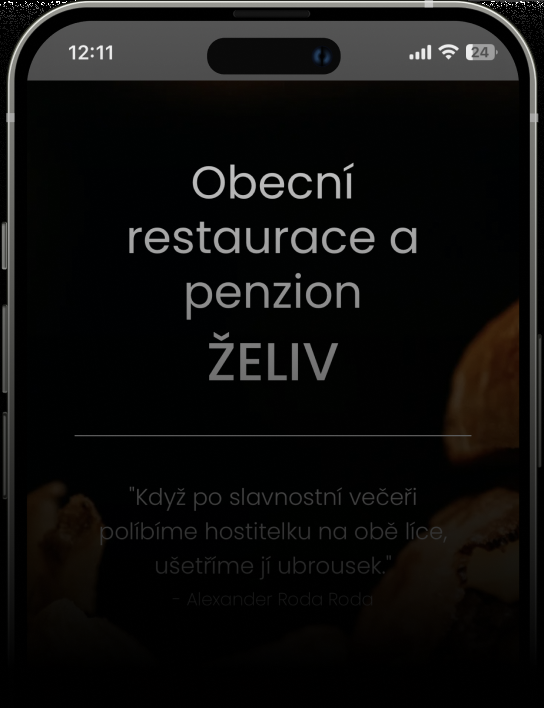 12:11
24
Obecní
restaurace a
penzion
ŽELIV
"Když po slavnostní večeři
políbíme hostitelku na obě líce,
ušetříme jí ubrousek."
- Alexander Roda Roda